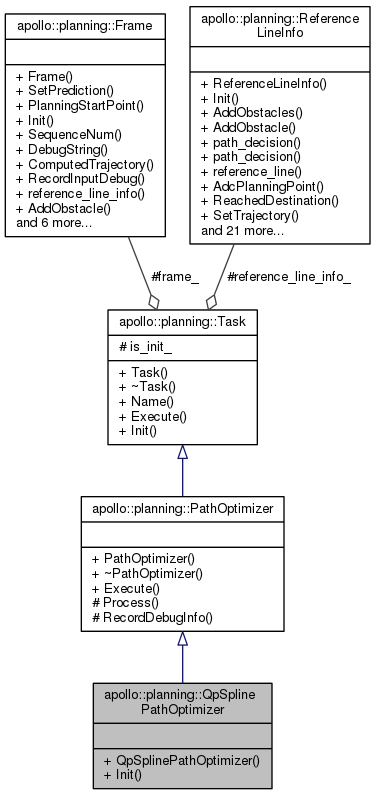 apollo::planning::Frame
+ Frame()
+ SetPrediction()
+ PlanningStartPoint()
+ Init()
+ SequenceNum()
+ DebugString()
+ ComputedTrajectory()
+ RecordInputDebug()
+ reference_line_info()
+ AddObstacle()
and 6 more...
apollo::planning::Reference
LineInfo
+ ReferenceLineInfo()
+ Init()
+ AddObstacles()
+ AddObstacle()
+ path_decision()
+ path_decision()
+ reference_line()
+ AdcPlanningPoint()
+ ReachedDestination()
+ SetTrajectory()
and 21 more...
#frame_
#reference_line_info_
apollo::planning::Task
# is_init_
+ Task()
+ ~Task()
+ Name()
+ Execute()
+ Init()
apollo::planning::PathOptimizer
+ PathOptimizer()
+ ~PathOptimizer()
+ Execute()
# Process()
# RecordDebugInfo()
apollo::planning::QpSpline
PathOptimizer
+ QpSplinePathOptimizer()
+ Init()